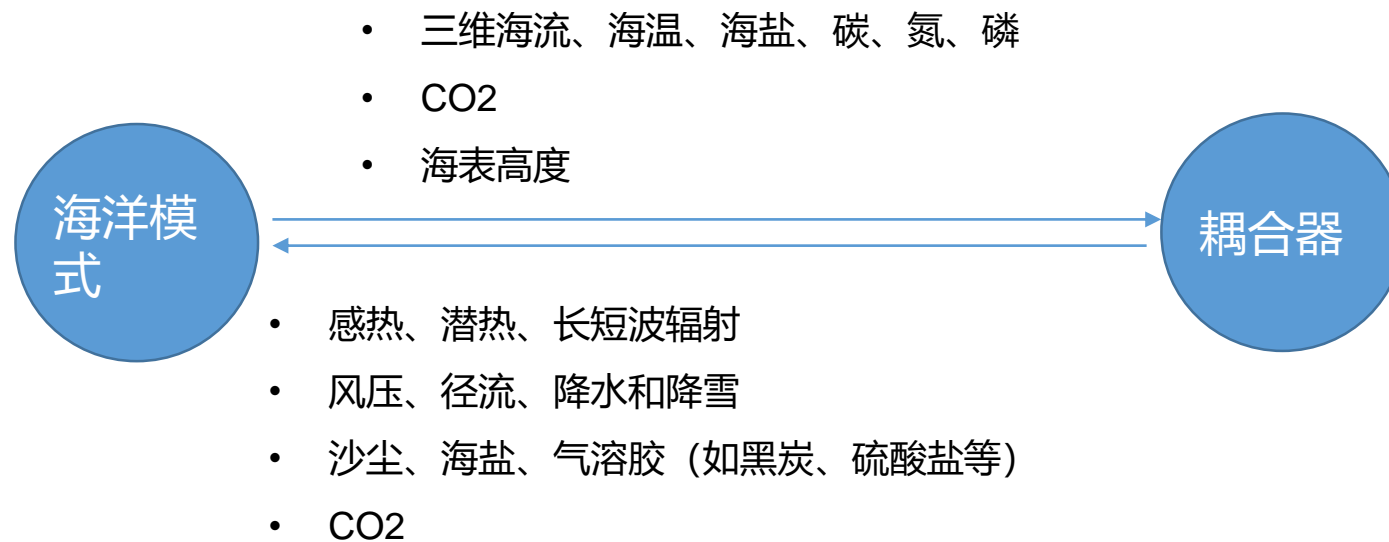 • 三维海流、海温、海盐、碳、氮、磷
• CO2
• 海表高度
海洋模
式
耦合器
• 感热、潜热、长短波辐射
• 风压、径流、降水和降雪
• 沙尘、海盐、气溶胶（如黑炭、硫酸盐等）
• CO2